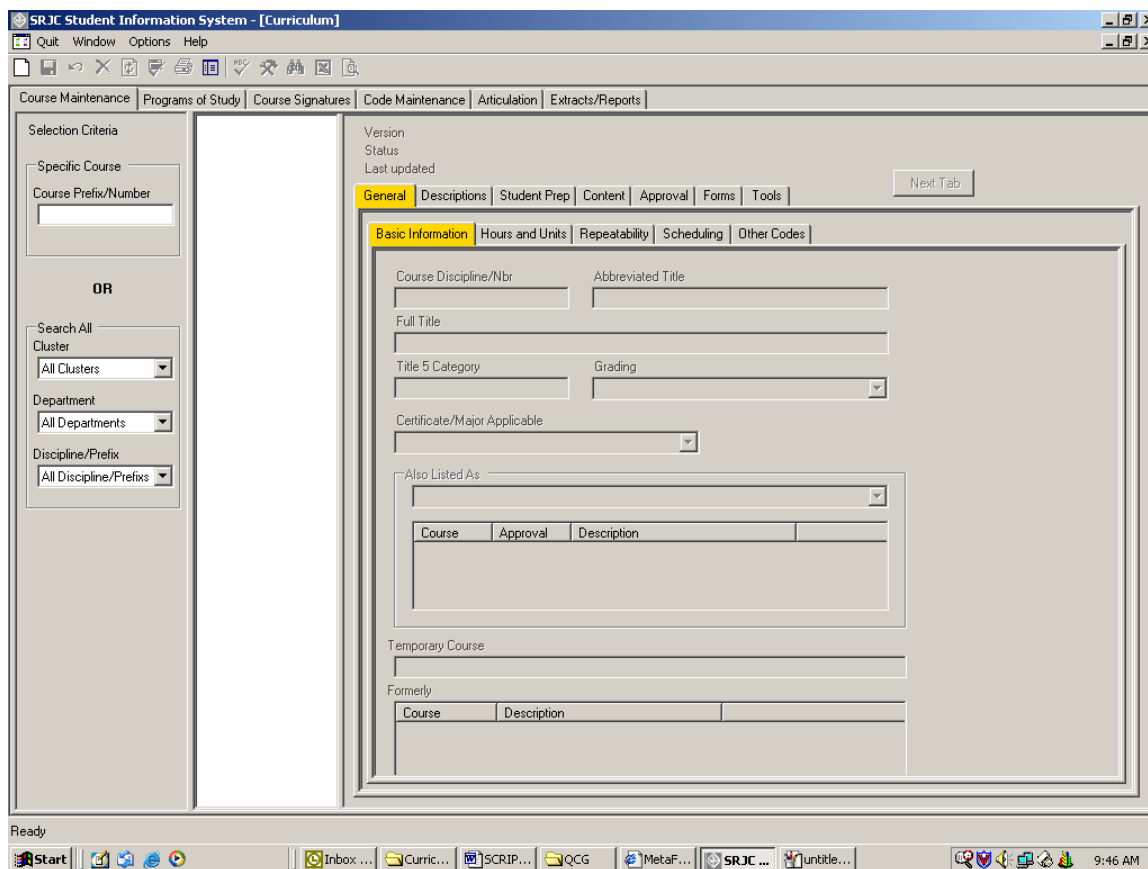 SRJC Student Information System - [Curriculum]
Quit Window Options Help
ABC
Course Maintenance Programs of Study Course Signatures Code Maintenance Articulation Extracts/Reports
Selection Criteria
Specific Course
Course Prefix/Number
OR
Search All
Cluster
All Clusters
Department
All Departments
Discipline/Prefix
All Discipline/Prefixs
Version
Status
Last updated
Next Tab
General Descriptions Student Prep Content Approval Forms Tools
Basic Information Hours and Units Repeatability Scheduling Other Codes
Course Discipline/Nbr Abbreviated Title
Full Title
Title 5 Category Grading
Certificate/Major Applicable
Also Listed As
Course Approval Description
Temporary Course
Formerly
Course Description
Ready
Start Inbox ... Curric... SCRIP... QCG MetaF... SRJC ... untitle... 9:46 AM